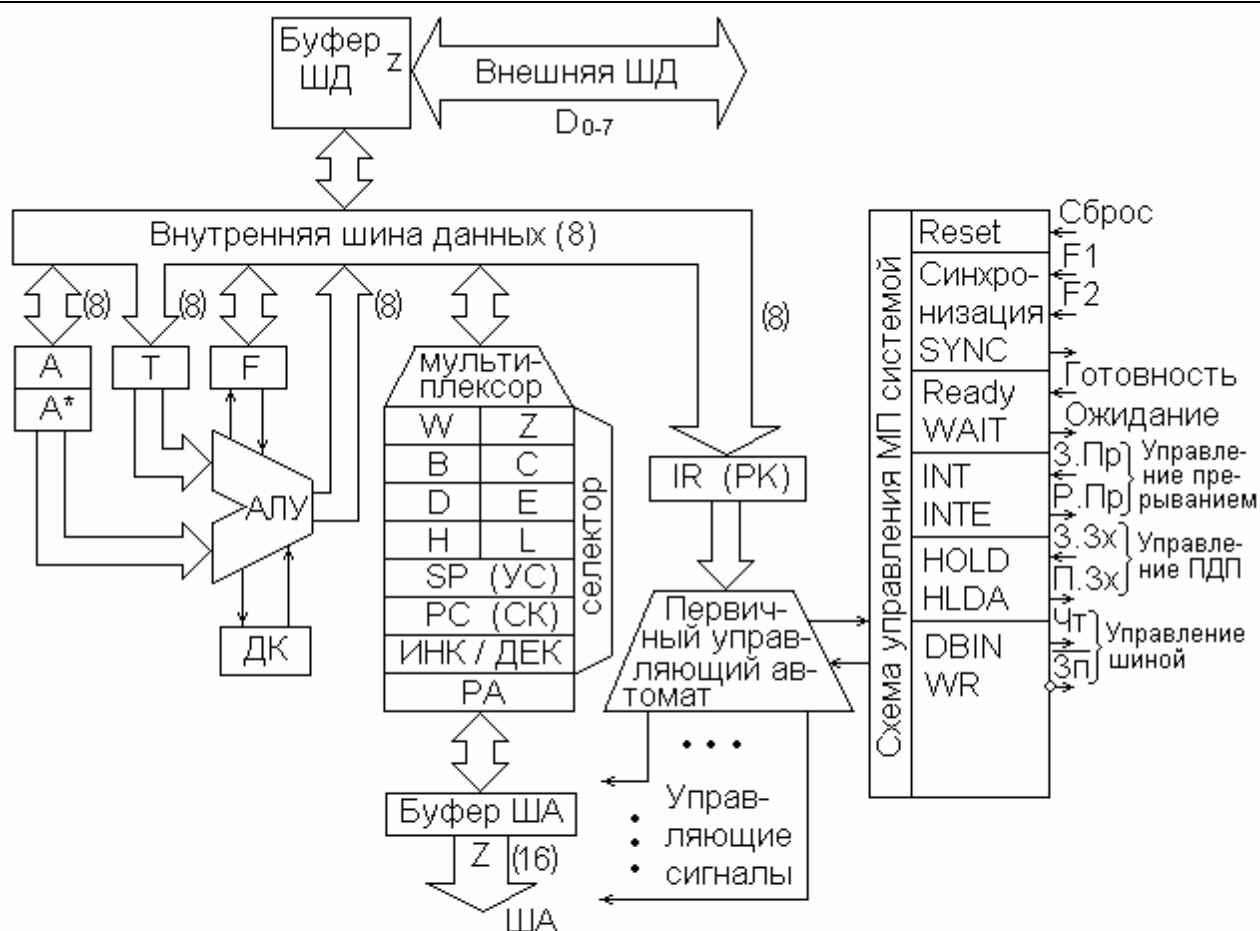 Буфер
ШД
Z
Внешняя ШД
D0-7
Внутренняя шина данных (8)
(8)
(8)
(8)
(8)
A
A*
T
F
АЛУ
ДК
мульти-
плексор
W Z
B C
D E
H L
SP (УС)
PC (СК)
ИНК / ДЕК
РА
селектор
Буфер ША
Z (16)
ША
IR (РК)
Первич-
ный управ-
ляющий ав-
томат
Управ-
ляющие
сигналы
Схема управления МП системой
Reset
Синхро-
низация
SYNC
Ready
WAIT
INT
INTE
HOLD
HLDA
DBIN
WR
Сброс
F1
F2
Готовность
Ожидание
З.Пр
Р.Пр
Управле-
ние пре-
рыванием
З.Зх
П.Зх
Управле-
ние ПДП
Чт
Зп
Управление
шиной